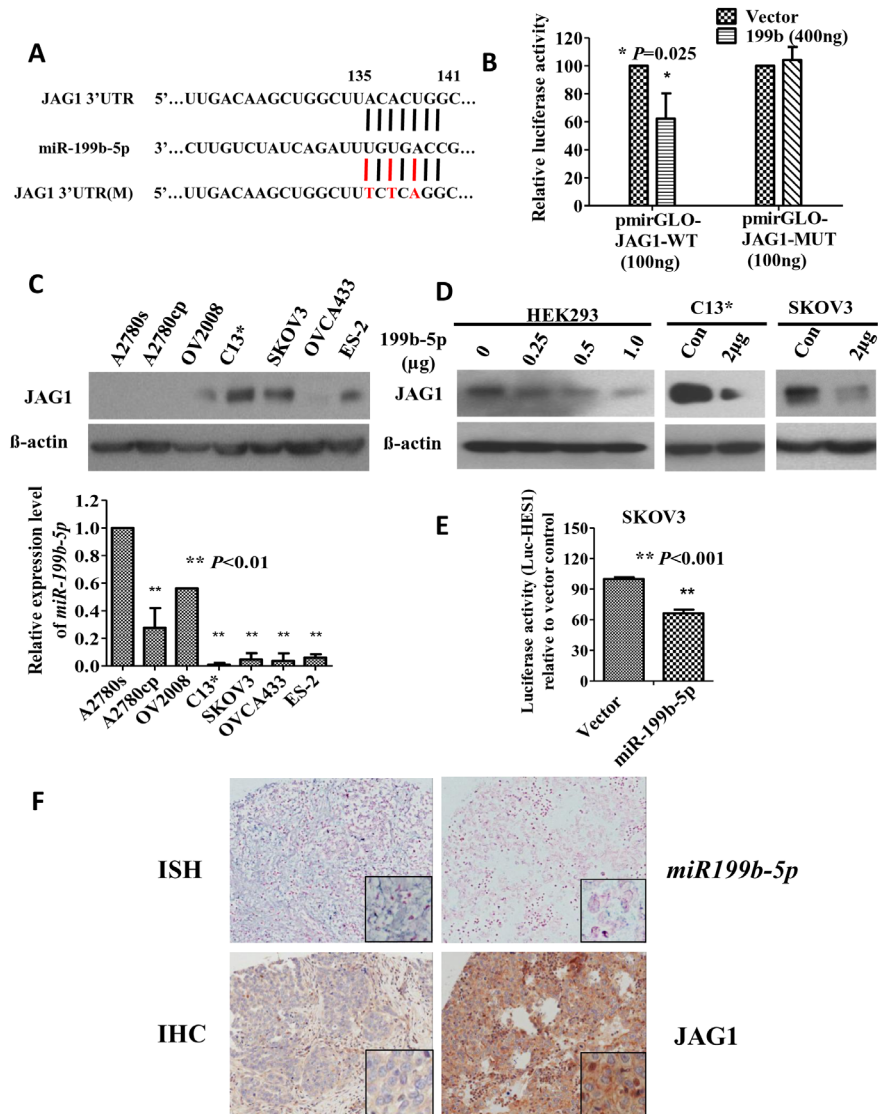 A
135 141
JAG1 3'UTR 5'…UUGACAAGCUGGCUUACACUGGC…
miR-199b-5p 3'…CUUGUCUAUCAGAUUUGUGACCG…
JAG1 3'UTR(M) 5'…UUGACAAGCUGGCUUTCTCAGGC…
B
Vector
199b (400ng)
Relative luciferase activity
120
100
80
60
40
20
0
* P=0.025
*
pmirGLO-
JAG1-WT
(100ng)
pmirGLO-
JAG1-MUT
(100ng)
C
A2780s A2780cp OV2008 C13* SKOV3 OVCA433 ES-2
JAG1
ß-actin
Relative expression level
of miR-199b-5p
1.2
1.0
0.8
0.6
0.4
0.2
0.0
** P<0.01
** ** ** ** **
A2780s A2780cp OV2008 C13* SKOV3 OVCA433 ES-2
D
HEK293 C13* SKOV3
199b-5p
(µg)
0 0.25 0.5 1.0 Con 2µg Con 2µg
JAG1
ß-actin
E
SKOV3
Luciferase activity (Luc-HES1)
relative to vector control
150
120
90
60
30
0
** P<0.001
**
Vector miR-199b-5p
F
ISH miR199b-5p
IHC JAG1